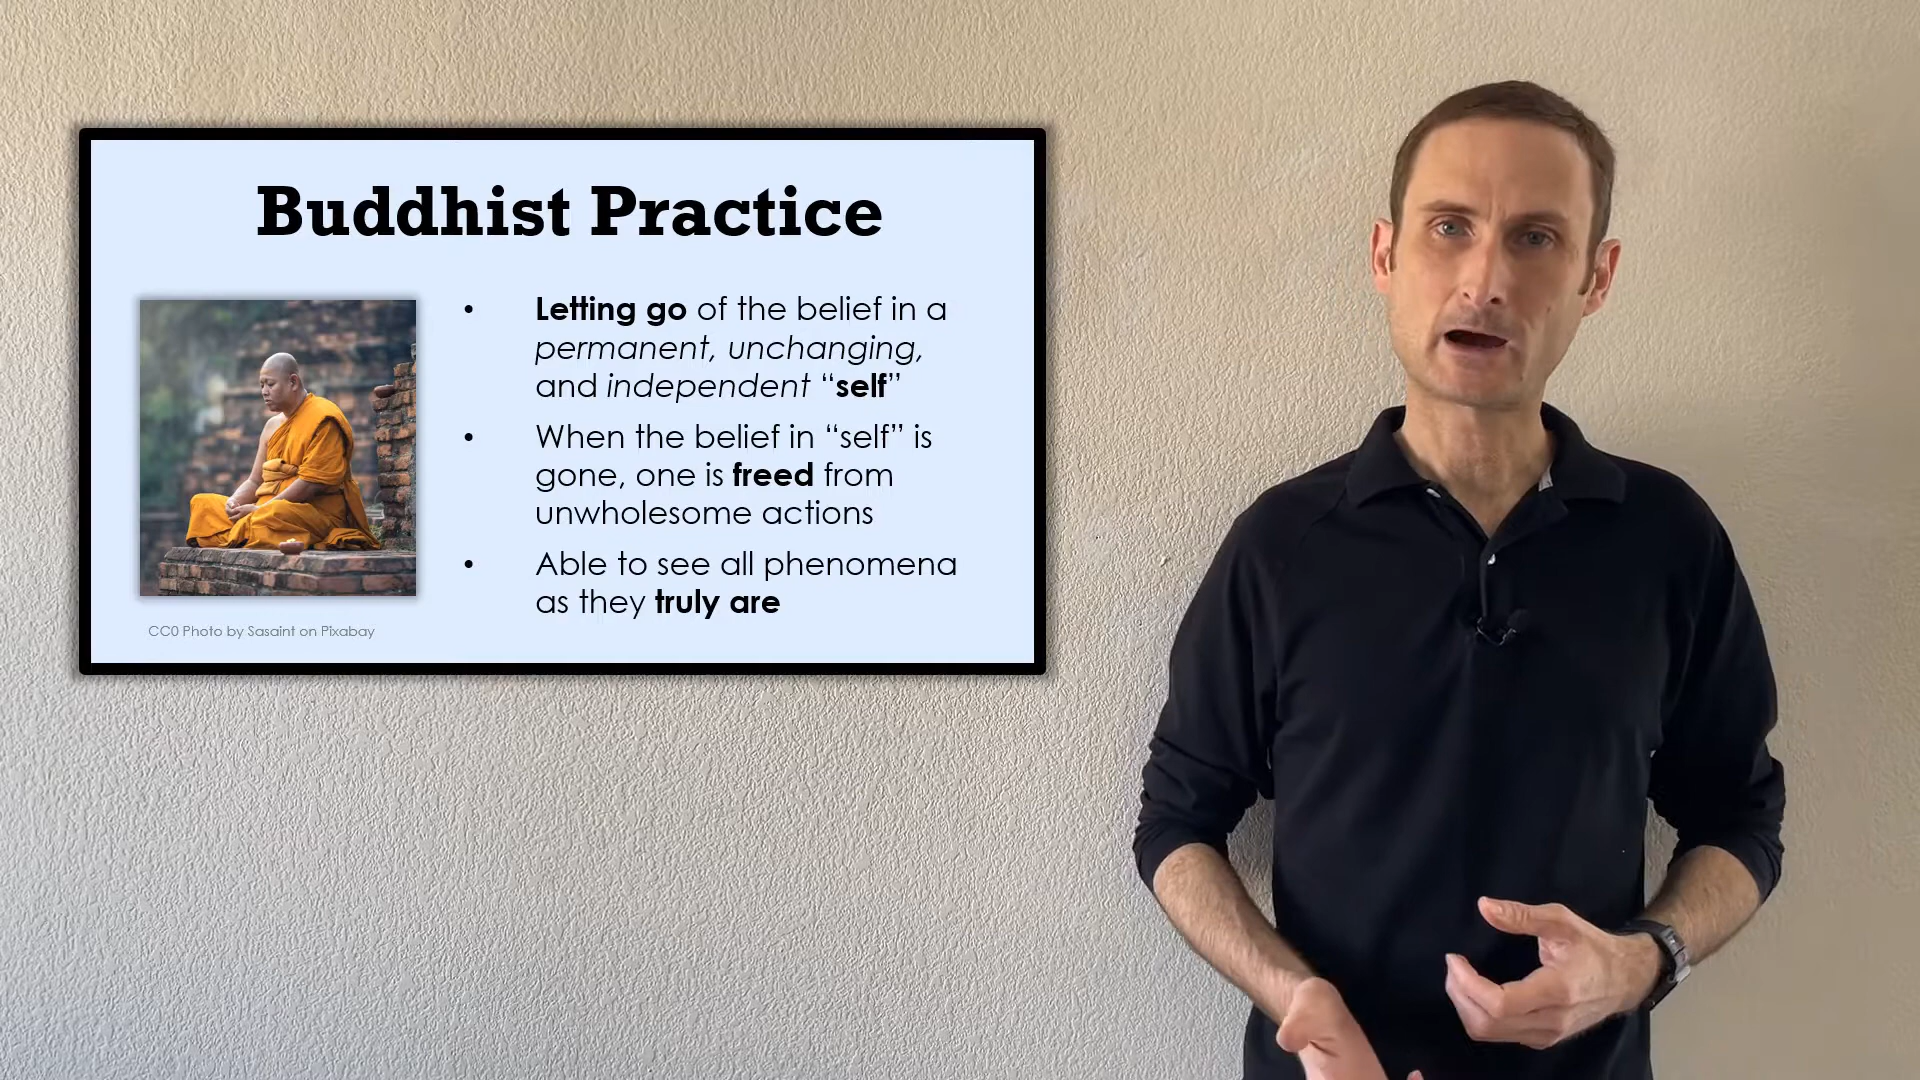 Buddhist Practice
• Letting go of the belief in a
permanent, unchanging,
and independent “self”
• When the belief in “self” is
gone, one is freed from
unwholesome actions
• Able to see all phenomena
as they truly are
CC0 Photo by Sasaint on Pixabay